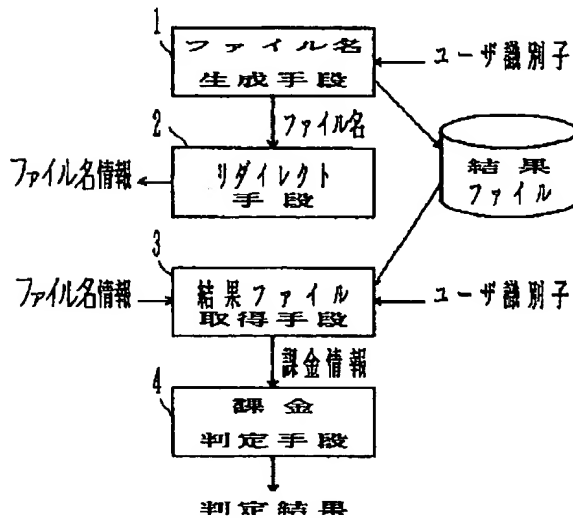 1
ファイル名
生成手段
ユーザ識別子
ファイル名
2
リダイレクト
手段
ファイル名情報
結果
ファイル
3
ファイル名情報
結果ファイル
取得手段
ユーザ識別子
課金情報
4
課金
判定手段
判定結果